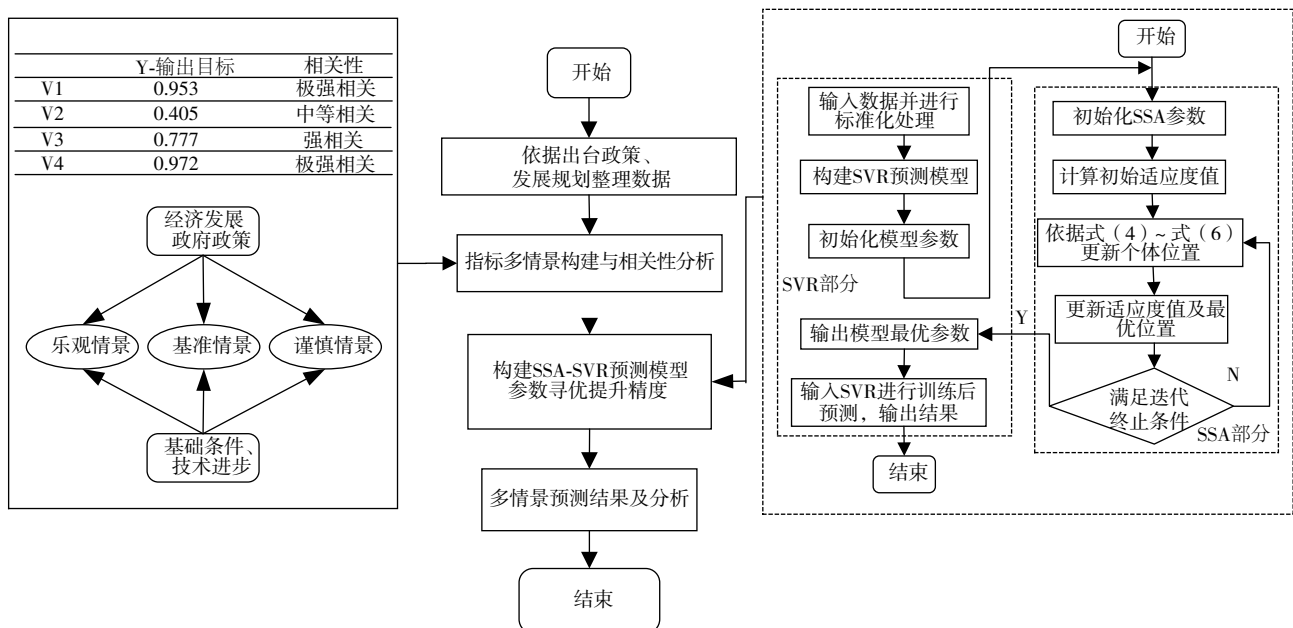 Y-输出目标 相关性
V1 0.953 极强相关
V2 0.405 中等相关
V3 0.777 强相关
V4 0.972 极强相关
经济发展
政府政策
乐观情景
基准情景
谨慎情景
基础条件、
技术进步
开始
依据出台政策、
发展规划整理数据
指标多情景构建与相关性分析
构建SSA-SVR预测模型
参数寻优提升精度
多情景预测结果及分析
结束
输入数据并进行
标准化处理
构建SVR预测模型
初始化模型参数
SVR部分
输出模型最优参数
输入SVR进行训练后
预测，输出结果
结束
开始
初始化SSA参数
计算初始适应度值
依据式（4）~式（6）
更新个体位置
更新适应度值及最
优位置
Y
N
满足迭代
终止条件
SSA部分